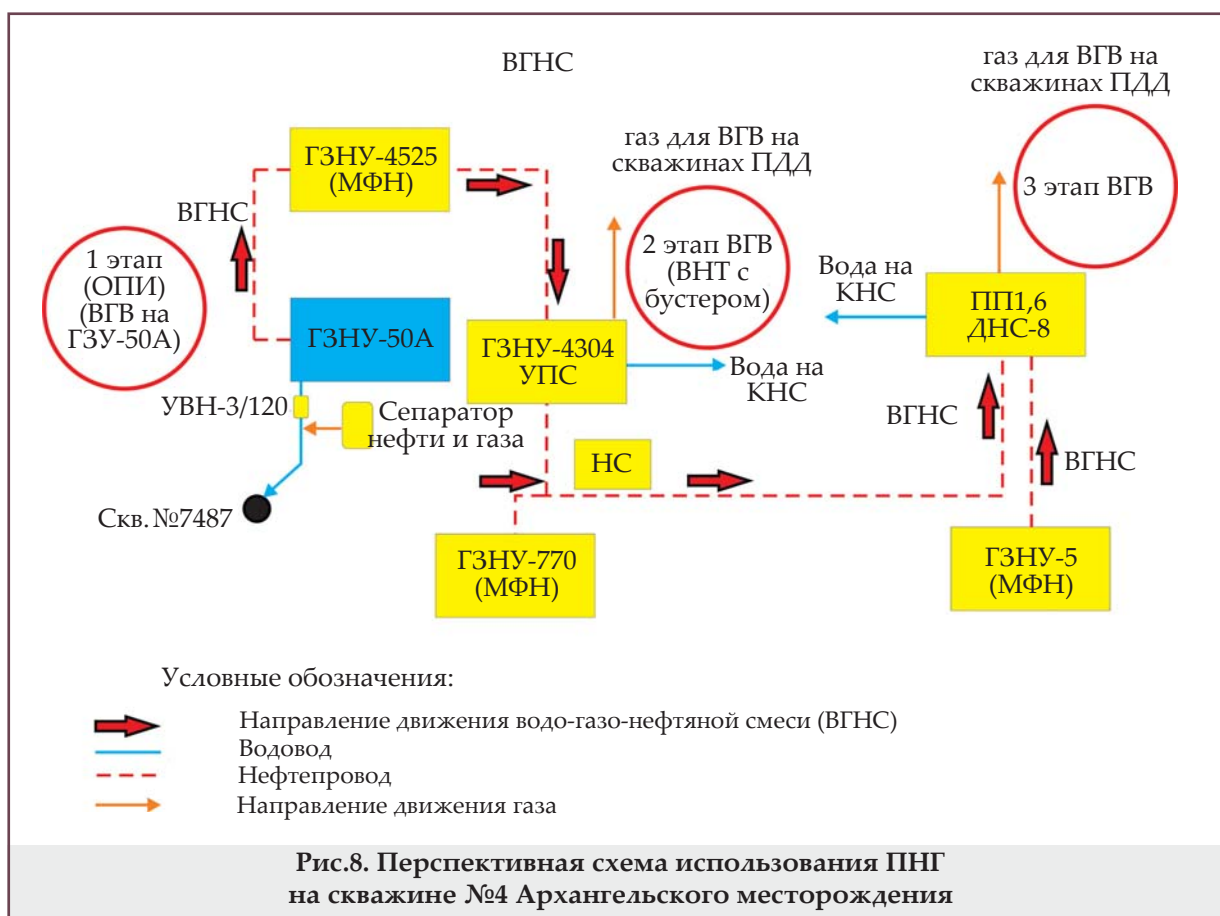 ВГНС
газ для ВГВ на
скважинах ПДД
газ для ВГВ на
скважинах ПДД
ГЗНУ-4525
(МФН)
ВГНС
3 этап ВГВ
1 этап
(ОПИ)
(ВГВ на
ГЗУ-50А)
2 этап ВГВ
(ВНТ с
бустером)
Вода на
КНС
ГЗНУ-50А
ГЗНУ-4304
УПС
ПП1,6
ДНС-8
Вода на
КНС
УВН-3/120
Сепаратор
нефти и газа
ВГНС
НС
ВГНС
Скв. №7487
ГЗНУ-770
(МФН)
ГЗНУ-5
(МФН)
Условные обозначения:
Направление движения водо-газо-нефтяной смеси (ВГНС)
Водовод
Нефтепровод
Направление движения газа
Рис.8. Перспективная схема использования ПНГ
на скважине №4 Архангельского месторождения